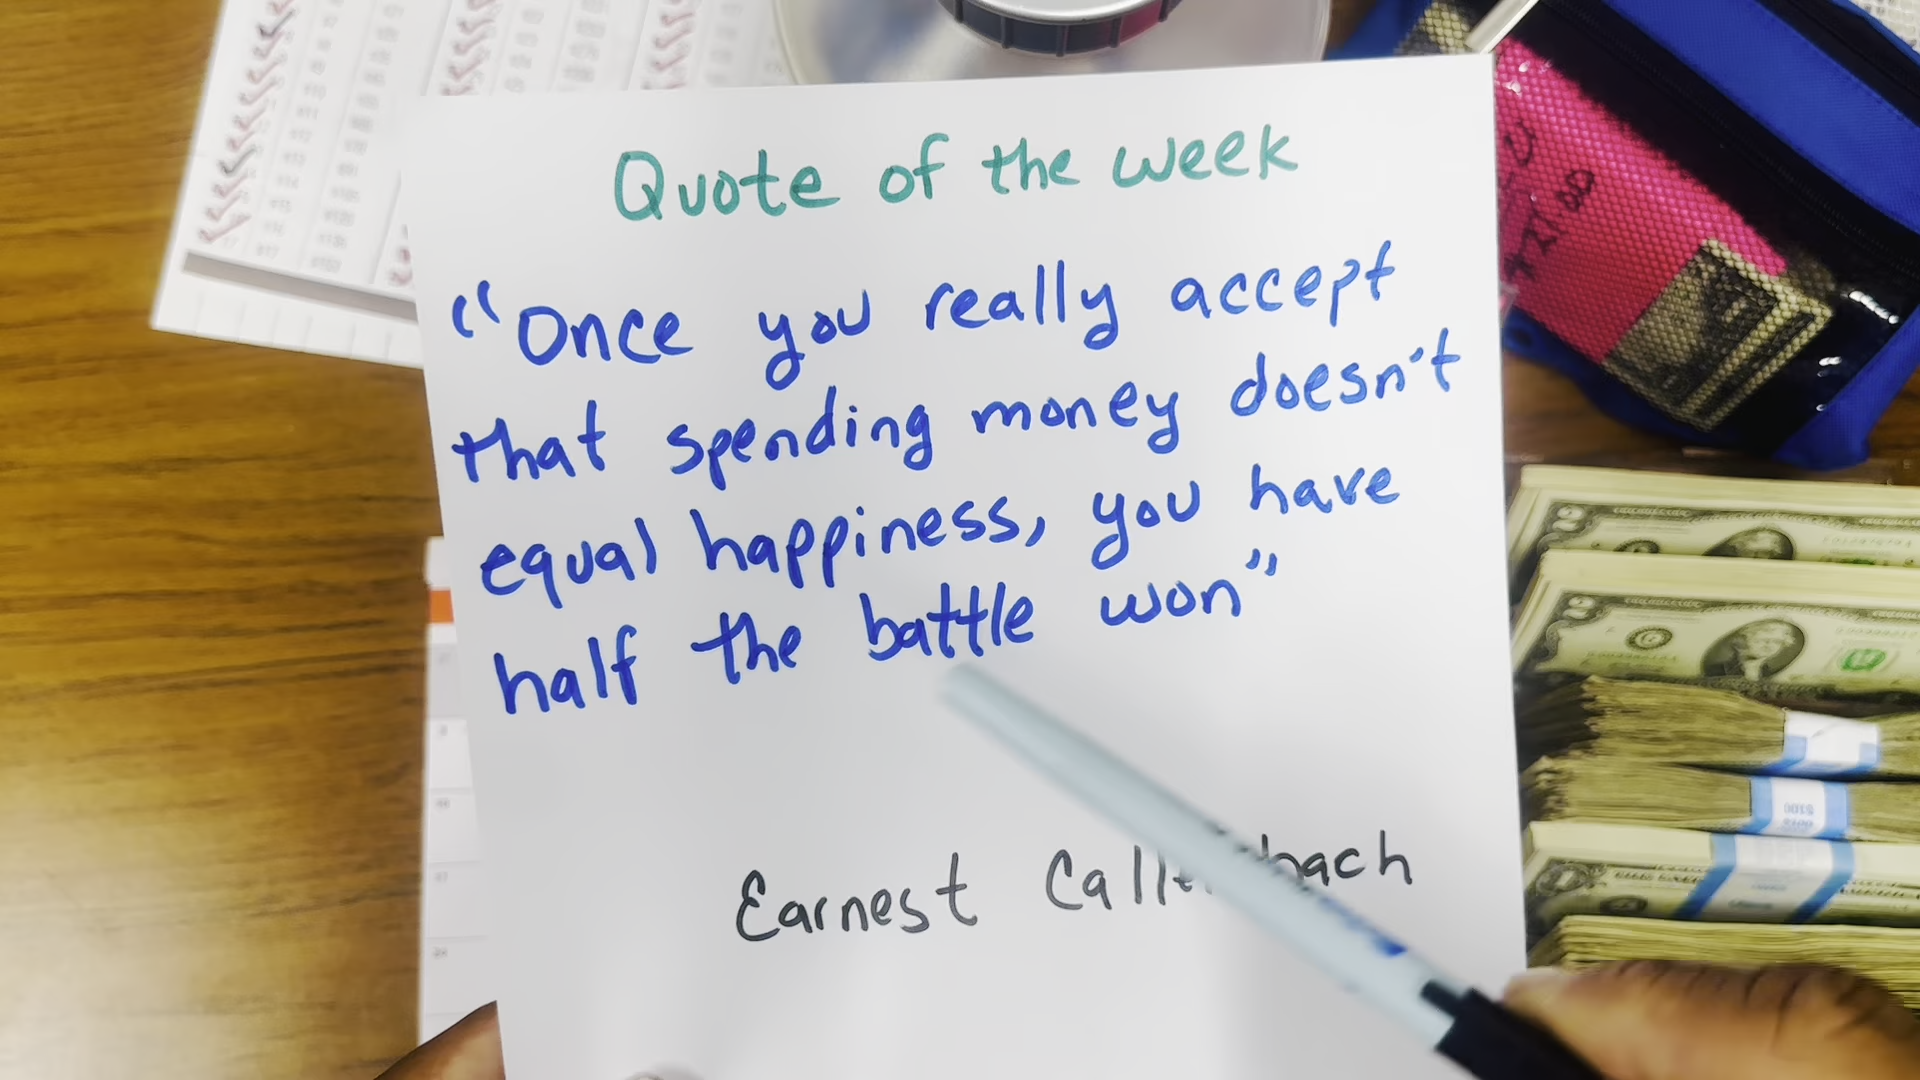 Quote of the week
“Once you really accept
that spending money doesn't
equal happiness, you have
half the battle won”
Earnest